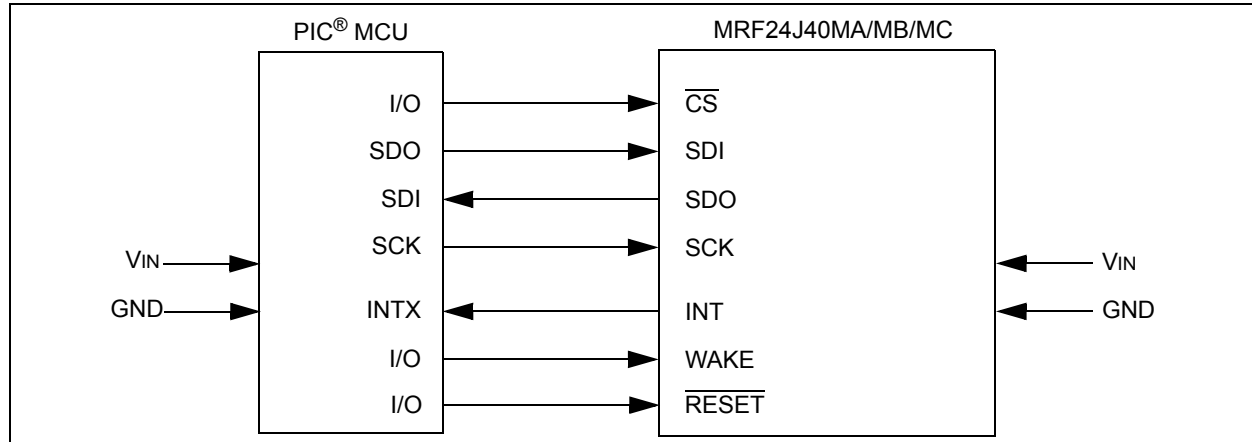 PIC® MCU MRF24J40MA/MB/MC
I/O CS
SDO SDI
SDI SDO
SCK SCK
VIN VIN
GND INTX INT GND
I/O WAKE
I/O RESET